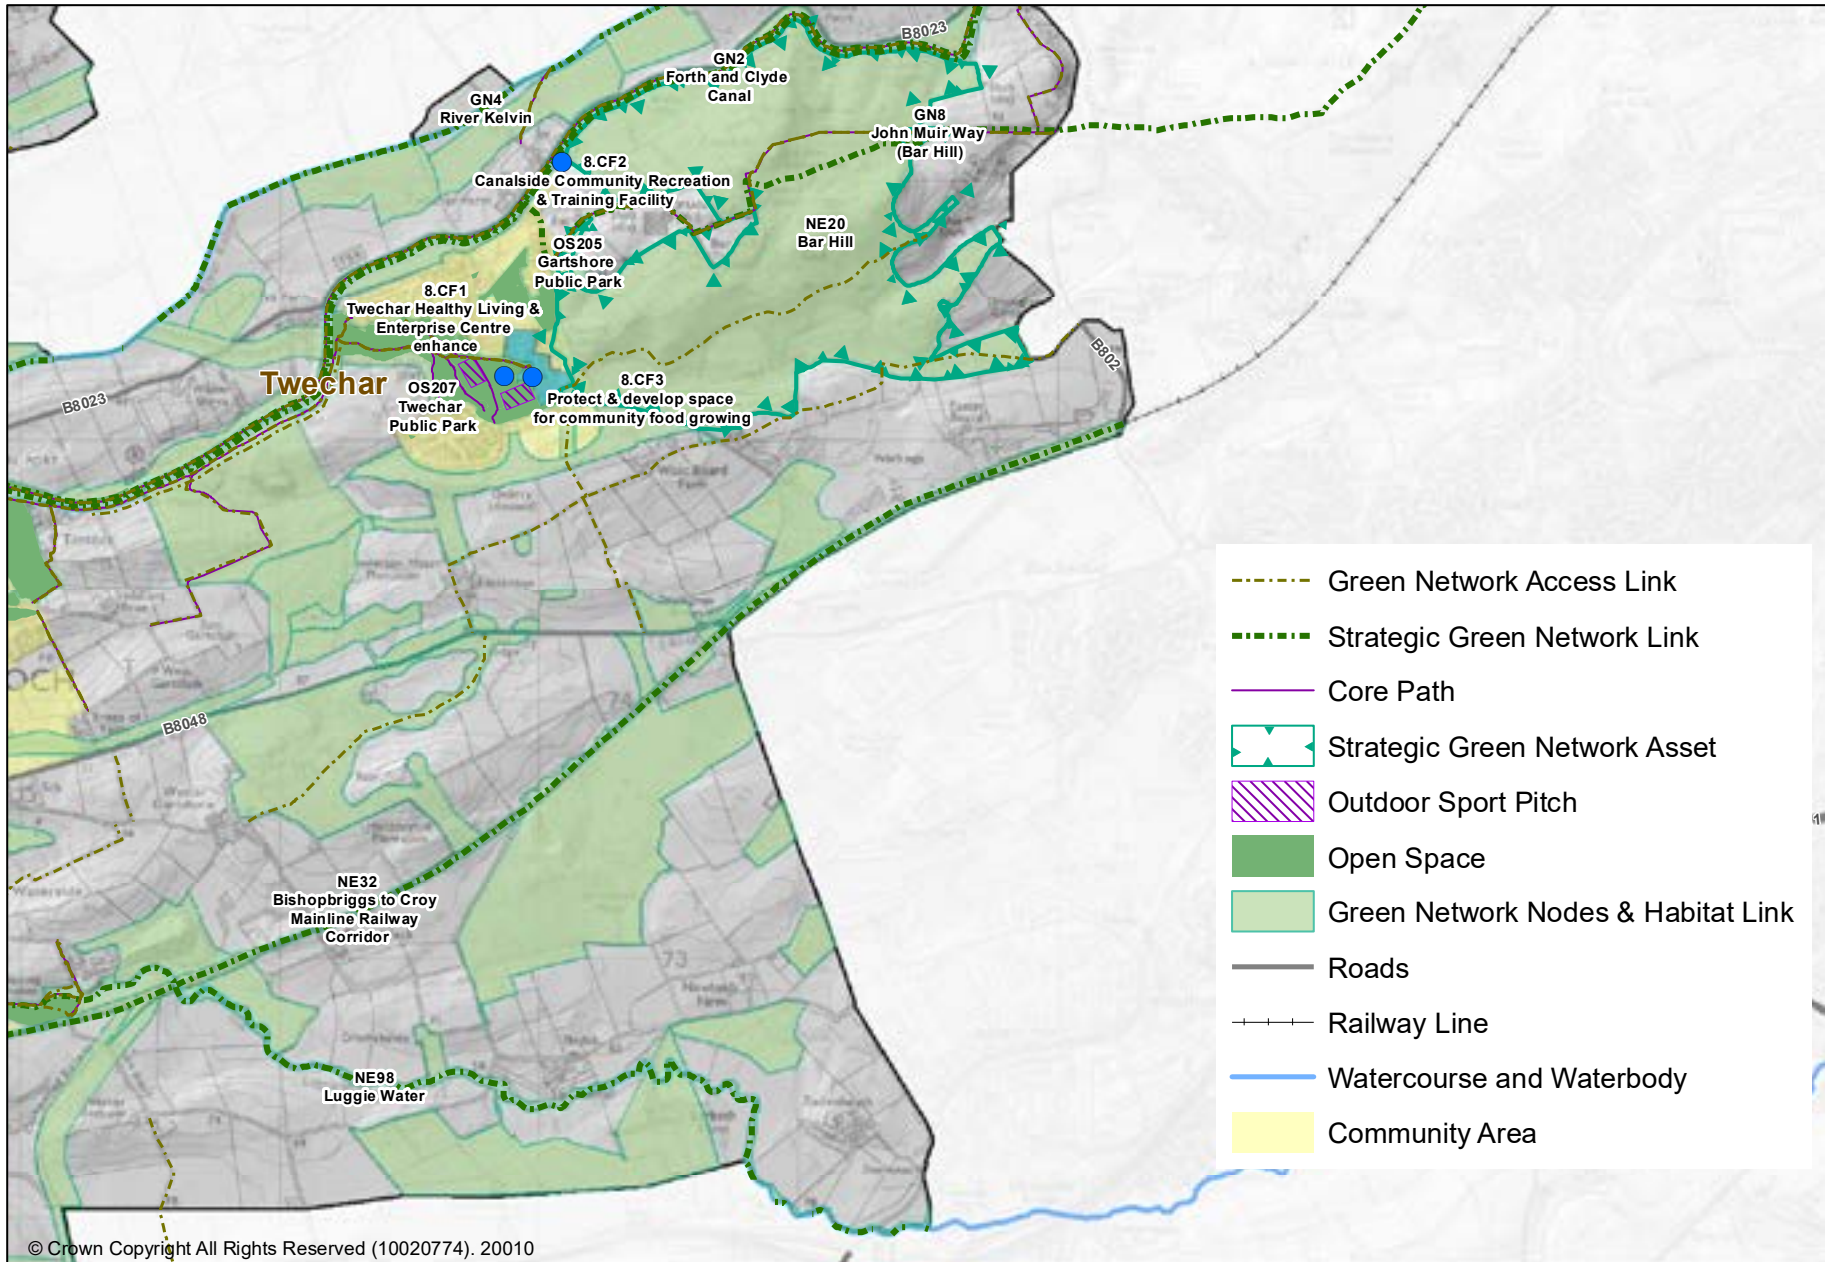 B8023
GN2
Forth and Clyde
Canal
GN4
River Kelvin
GN8
John Muir Way
(Bar Hill)
8.CF2
Canalside Community Recreation
& Training Facility
NE20
Bar Hill
OS205
Gartshore
Public Park
8.CF1
Twechar Healthy Living &
Enterprise Centre
enhance
B802
Twechar
B8023
OS207
Twechar
Public Park
8.CF3
Protect & develop space
for community food growing
B8048
NE32
Bishopbriggs to Croy
Mainline Railway
Corridor
73
NE98
Luggie Water
Green Network Access Link
Strategic Green Network Link
Core Path
Strategic Green Network Asset
Outdoor Sport Pitch
Open Space
Green Network Nodes & Habitat Link
Roads
Railway Line
Watercourse and Waterbody
Community Area
© Crown Copyright All Rights Reserved (10020774). 20010